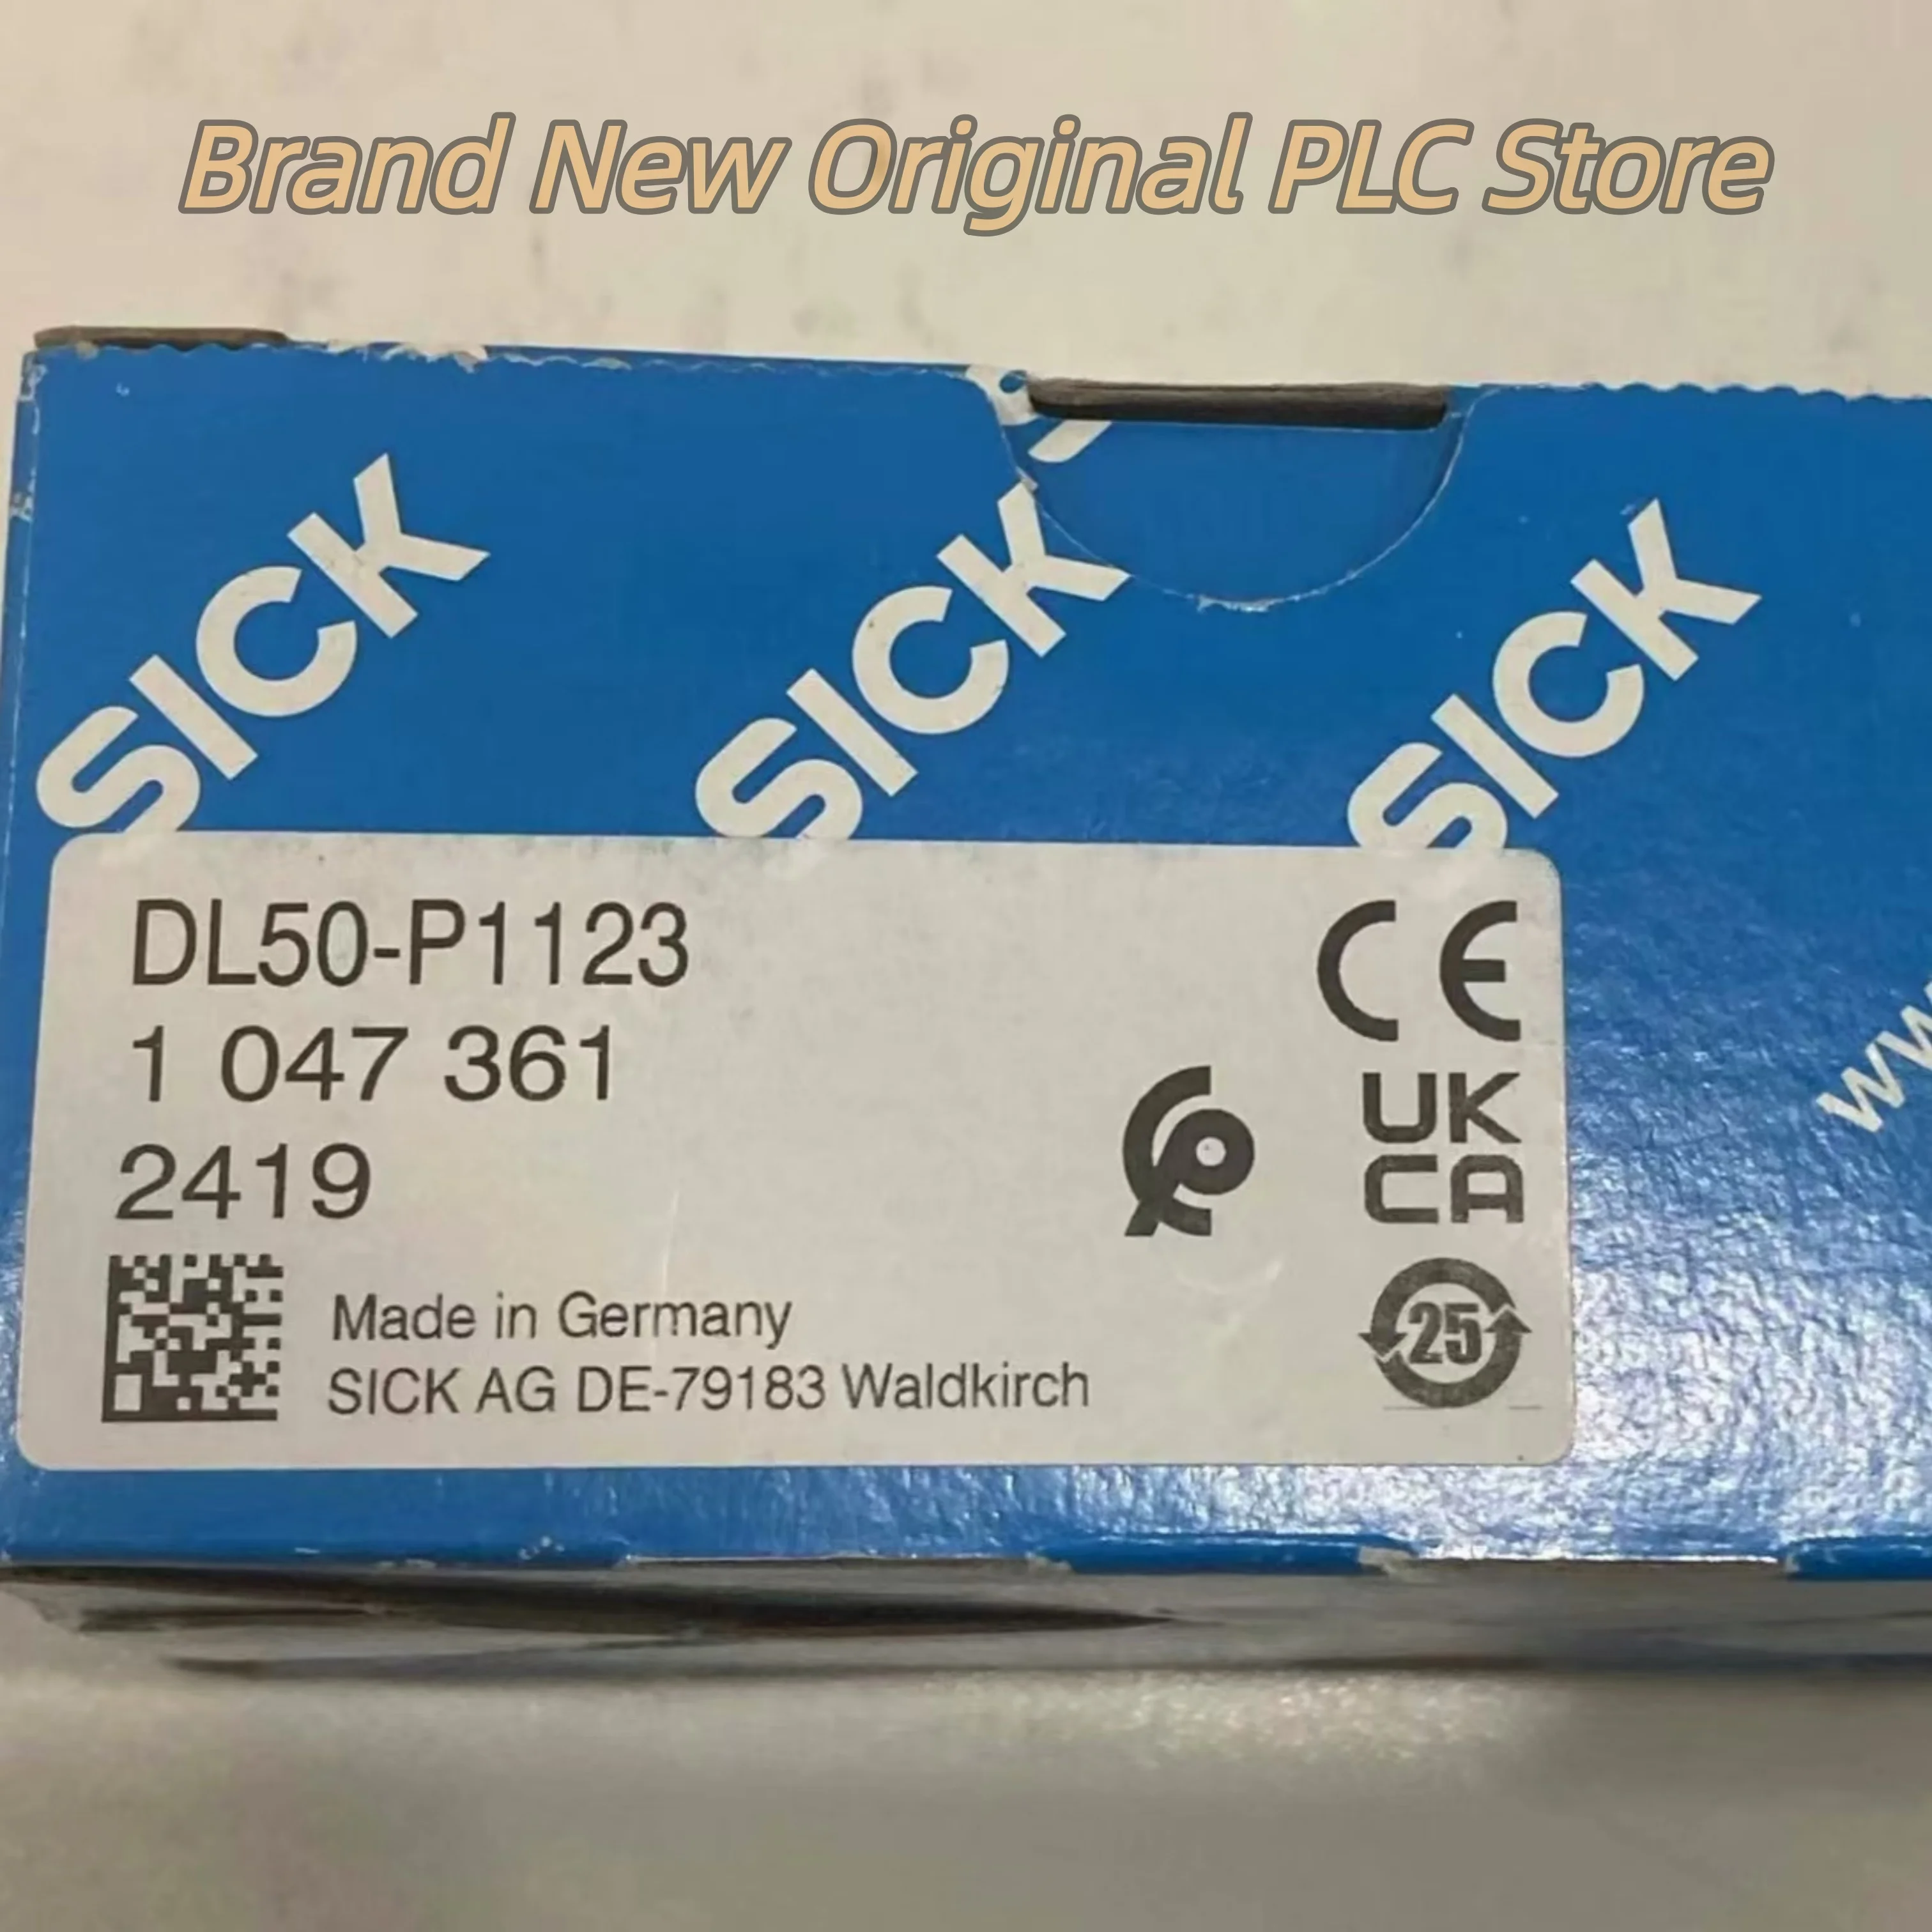 Brand New Original PLC Store
SICK
SICK
SICK
DL50-P1123
1 047 361
2419
CE
UK
CA
25
Made in Germany
SICK AG DE-79183 Waldkirch